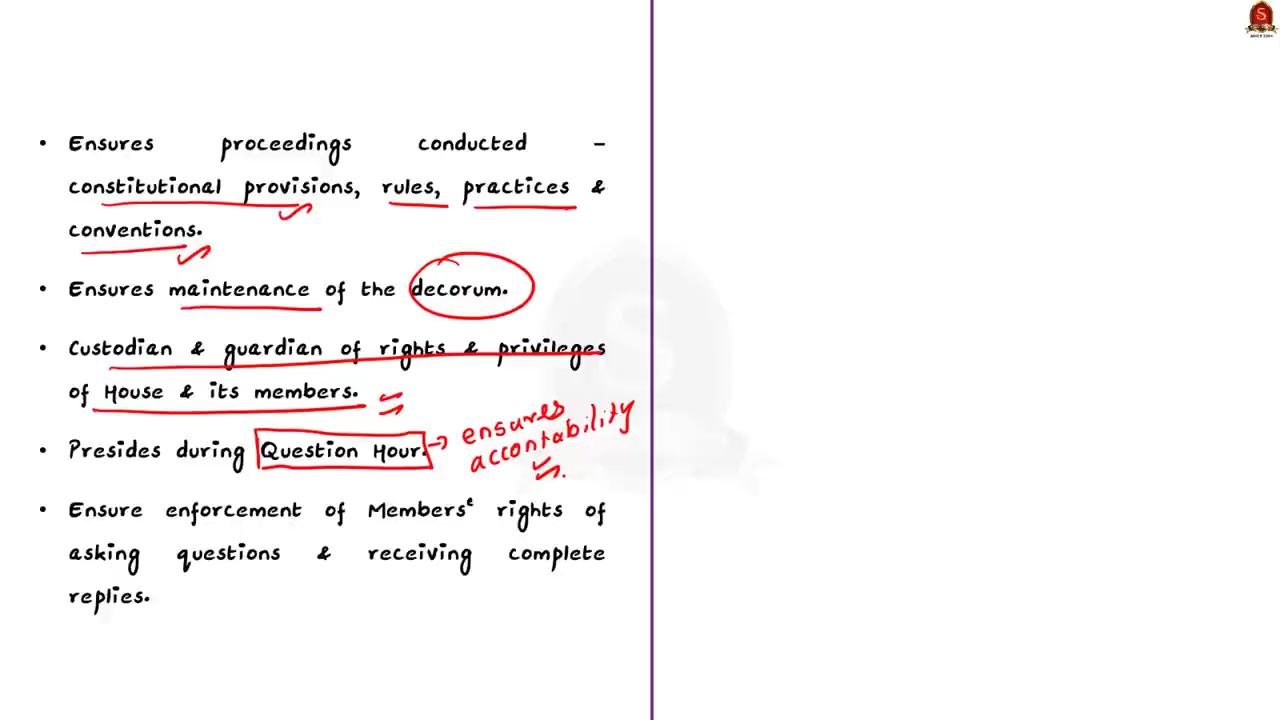 • Ensures proceedings conducted –
constitutional provisions, rules, practices &
conventions.
• Ensures maintenance of the decorum.
• Custodian & guardian of rights & privileges
of House & its members.
• Presides during Question Hour. → ensures
accontability
• Ensure enforcement of Members‘ rights of
asking questions & receiving complete
replies.
S